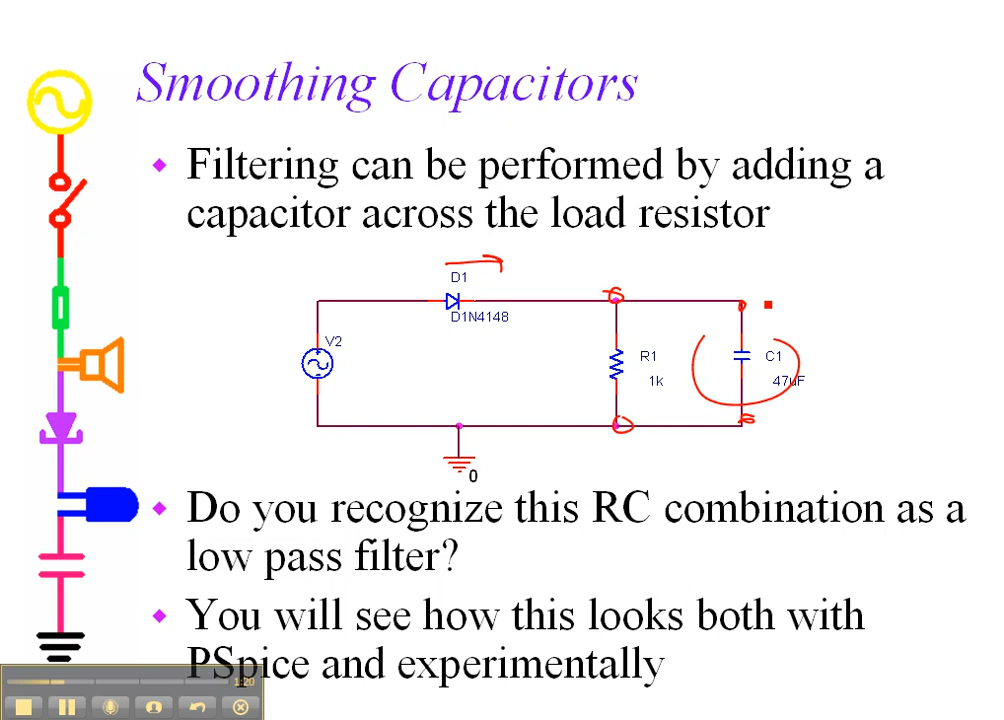 Smoothing Capacitors
Filtering can be performed by adding a
capacitor across the load resistor
D1
D1N4148
V2
R1
1k
C1
47uF
0
Do you recognize this RC combination as a
low pass filter?
You will see how this looks both with
PSpice and experimentally
1:20